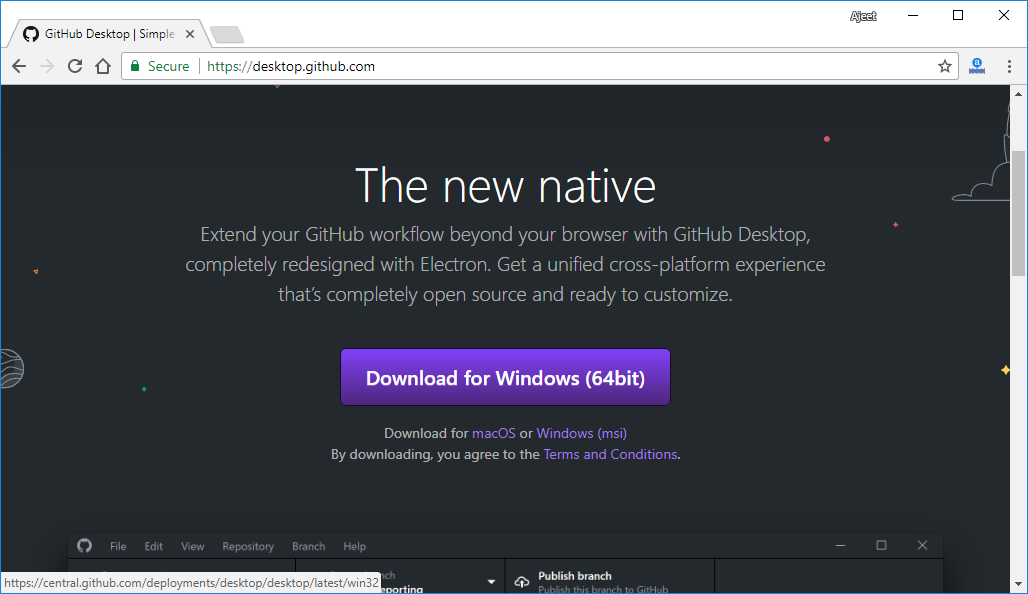 Ajeet
GitHub Desktop | Simple
Secure
https://desktop.github.com
The new native
Extend your GitHub workflow beyond your browser with GitHub Desktop,
completely redesigned with Electron. Get a unified cross-platform experience
that's completely open source and ready to customize.
Download for Windows (64bit)
Download for macOS or Windows (msi)
By downloading, you agree to the Terms and Conditions.
File Edit View Repository Branch Help
Publish branch
Publish this branch to GitHub
https://central.github.com/deployments/desktop/desktop/latest/win32